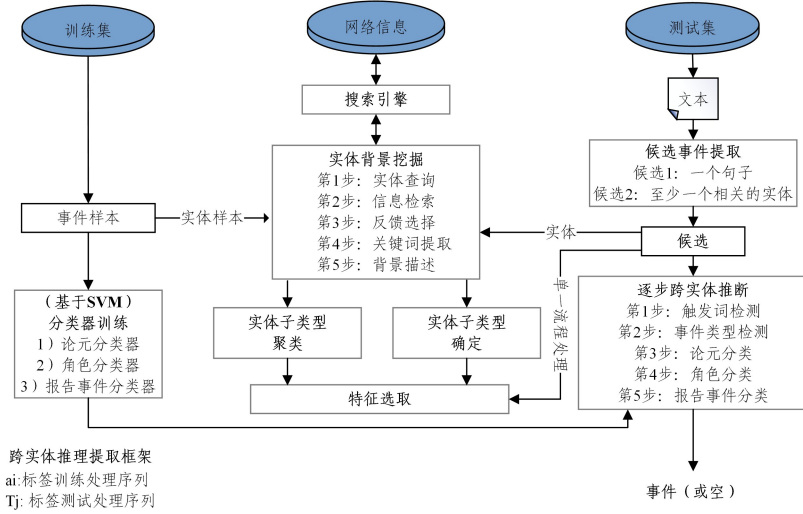 训练集
网络信息
测试集
搜索引擎
文本
实体背景挖掘
第1步：实体查询
第2步：信息检索
第3步：反馈选择
第4步：关键词提取
第5步：背景描述
候选事件提取
候选1：一个句子
候选2：至少一个相关的实体
事件样本
实体样本
实体
候选
（基于SVM）
分类器训练
1）论元分类器
2）角色分类器
3）报告事件分类器
实体子类型
聚类
实体子类型
确定
单一流程处理
逐步跨实体推断
第1步：触发词检测
第2步：事件类型检测
第3步：论元分类
第4步：角色分类
第5步：报告事件分类
特征选取
跨实体推理提取框架
ai:标签训练处理序列
Tj: 标签测试处理序列
事件（或空）